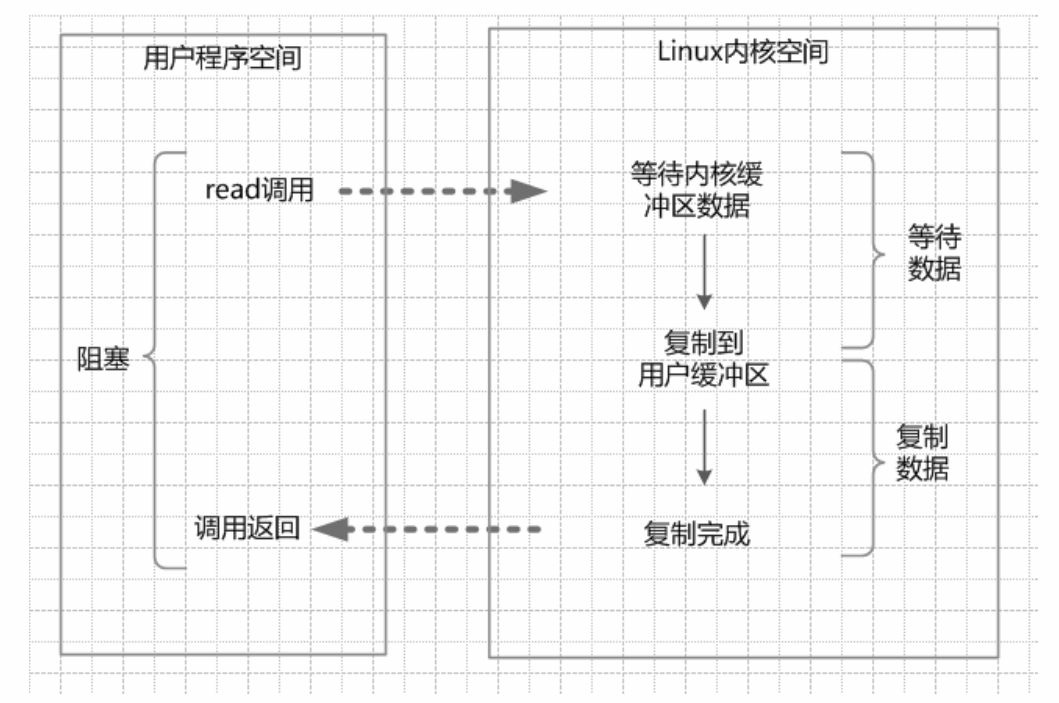 用户程序空间
Linux内核空间
read调用
等待内核缓
冲区数据
等待
数据
阻塞
复制到
用户缓冲区
复制
数据
调用返回
复制完成